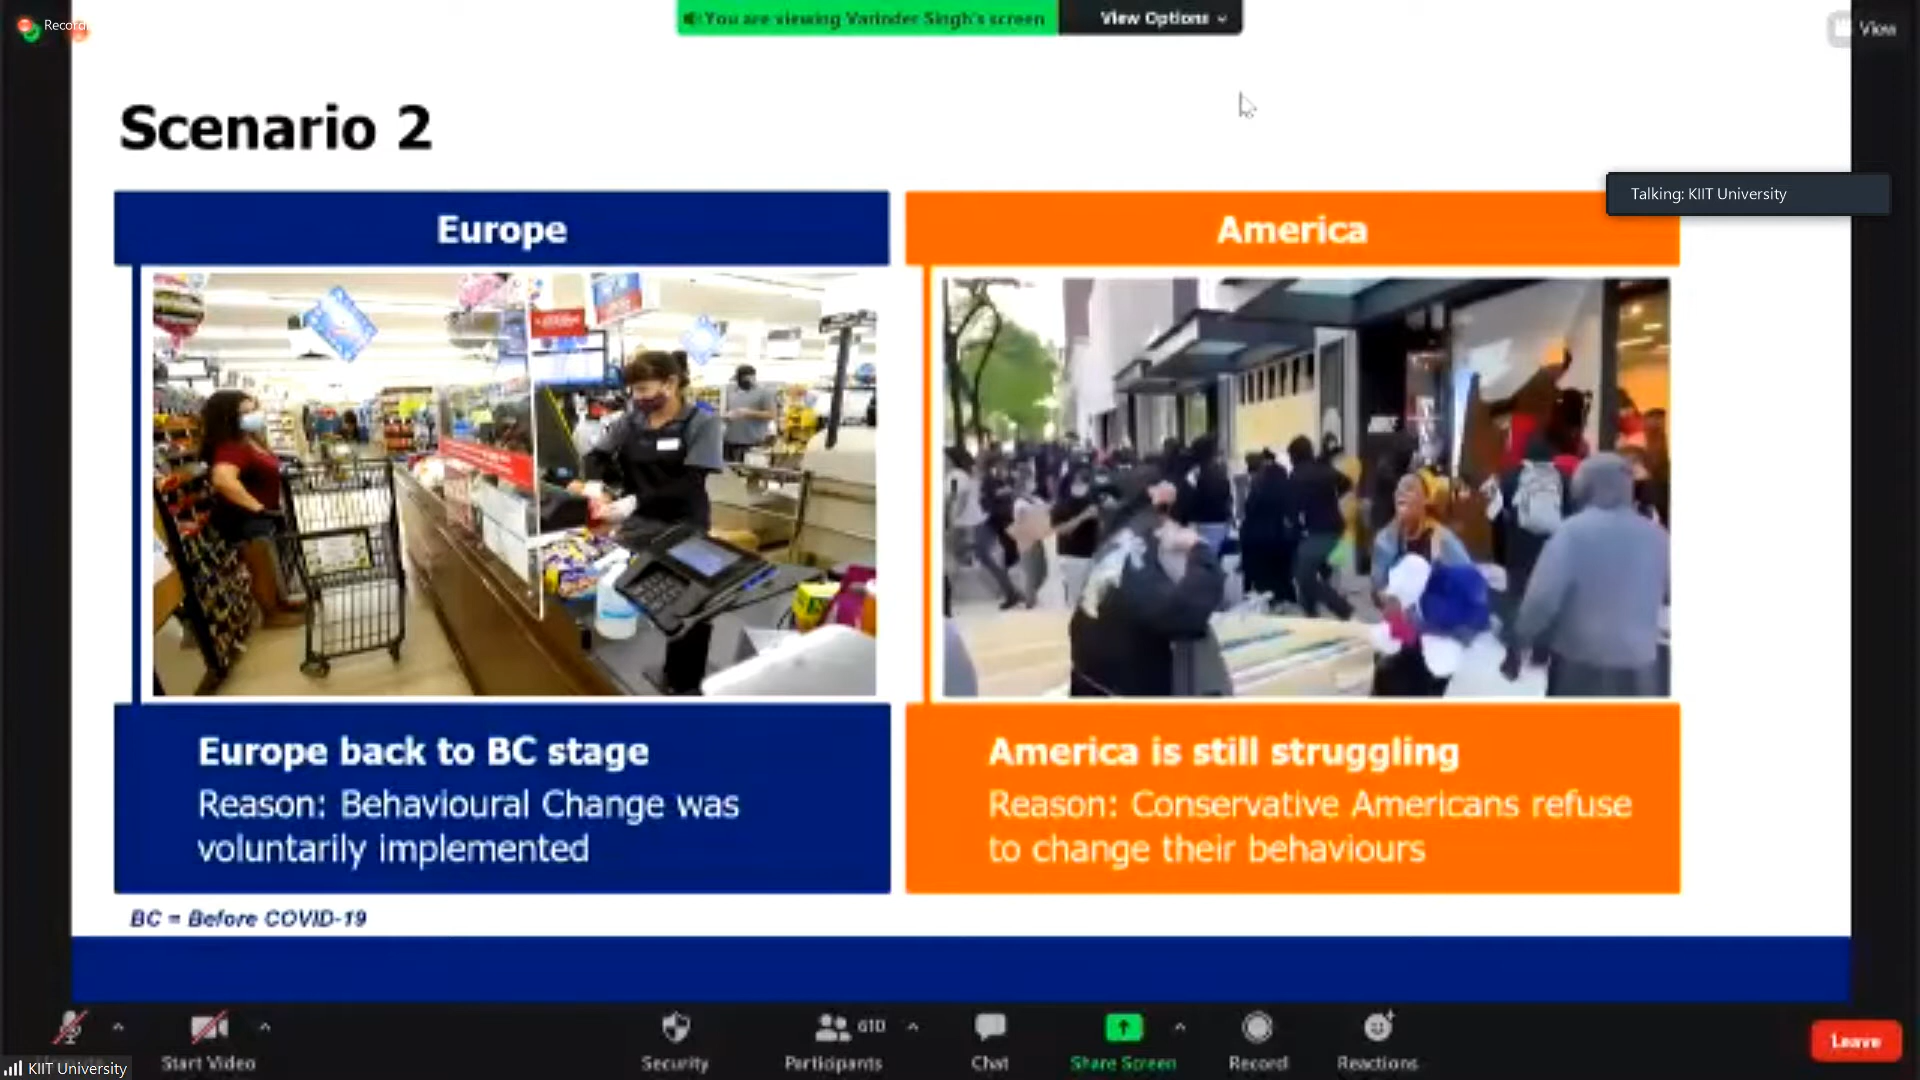 Recor
You are viewing Varinder Singh's screen
View Options
View
Scenario 2
Talking: KIIT University
Europe
America
Europe back to BC stage
Reason: Behavioural Change was
voluntarily implemented
America is still struggling
Reason: Conservative Americans refuse
to change their behaviours
BC = Before COVID-19
Start Video
Security
610
Participants
Chat
Share Screen
Record
Reactions
Leave
KIIT University